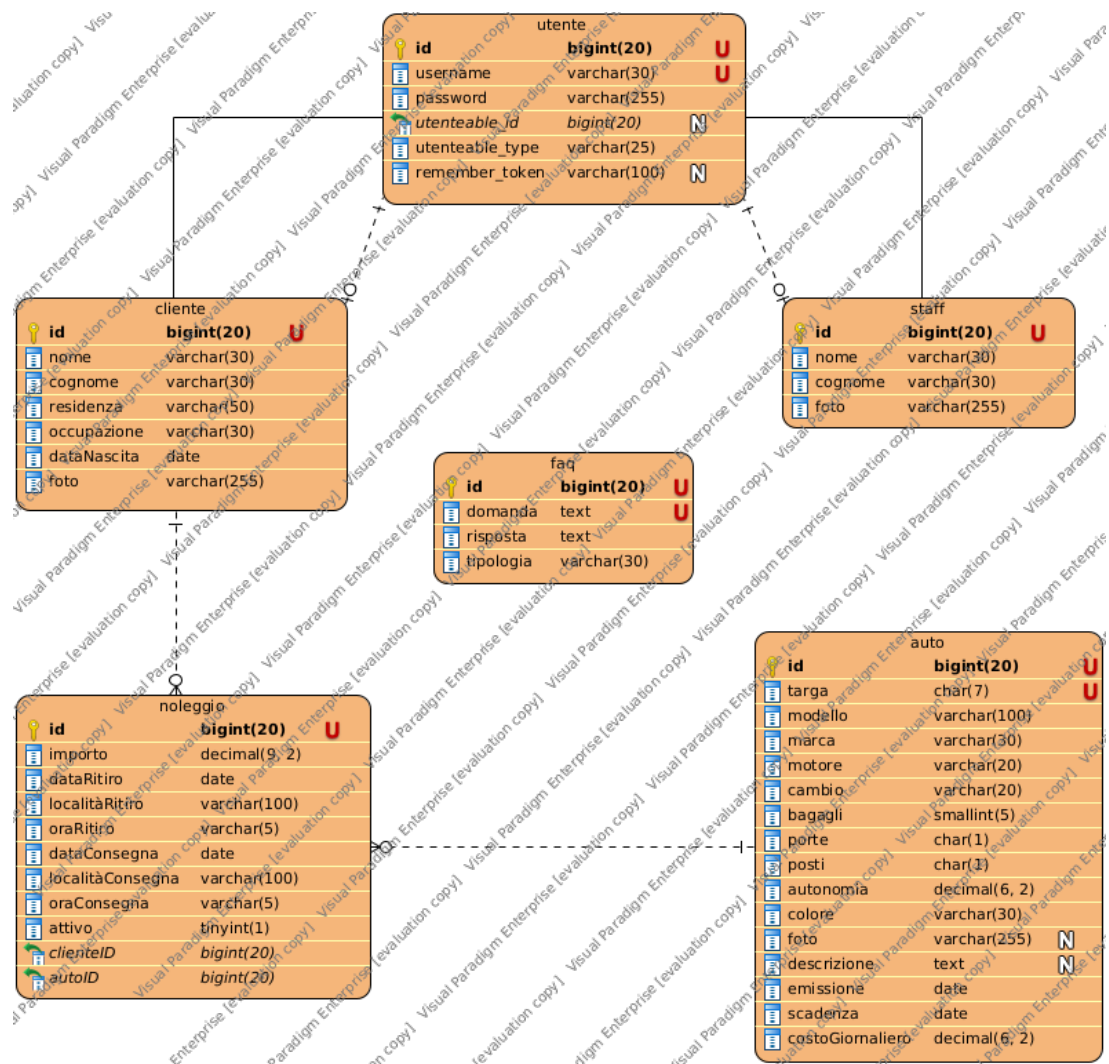 utente
id bigint(20) U
username varchar(30) U
password varchar(255)
utenteable_id bigint(20) N
utenteable_type varchar(25)
remember_token varchar(100) N
cliente
id bigint(20) U
nome varchar(30)
cognome varchar(30)
residenza varchar(50)
occupazione varchar(30)
dataNascita date
foto varchar(255)
staff
id bigint(20) U
nome varchar(30)
cognome varchar(30)
foto varchar(255)
faq
id bigint(20) U
domanda text U
risposta text
tipologia varchar(30)
noleggio
id bigint(20) U
importo decimal(9, 2)
dataRitiro date
localitàRitiro varchar(100)
oraRitiro varchar(5)
dataConsegna date
localitàConsegna varchar(100)
oraConsegna varchar(5)
attivo tinyint(1)
clienteID bigint(20)
autoID bigint(20)
auto
id bigint(20) U
targa char(7) U
modello varchar(100)
marca varchar(30)
motore varchar(20)
cambio varchar(20)
bagagli smallint(5)
porte char(1)
posti char(1)
autonomia decimal(6, 2)
colore varchar(30)
foto varchar(255) N
descrizione text N
emissione date
scadenza date
costoGiornaliero decimal(6, 2)
Visual Paradigm Enterprise [evaluation copy]